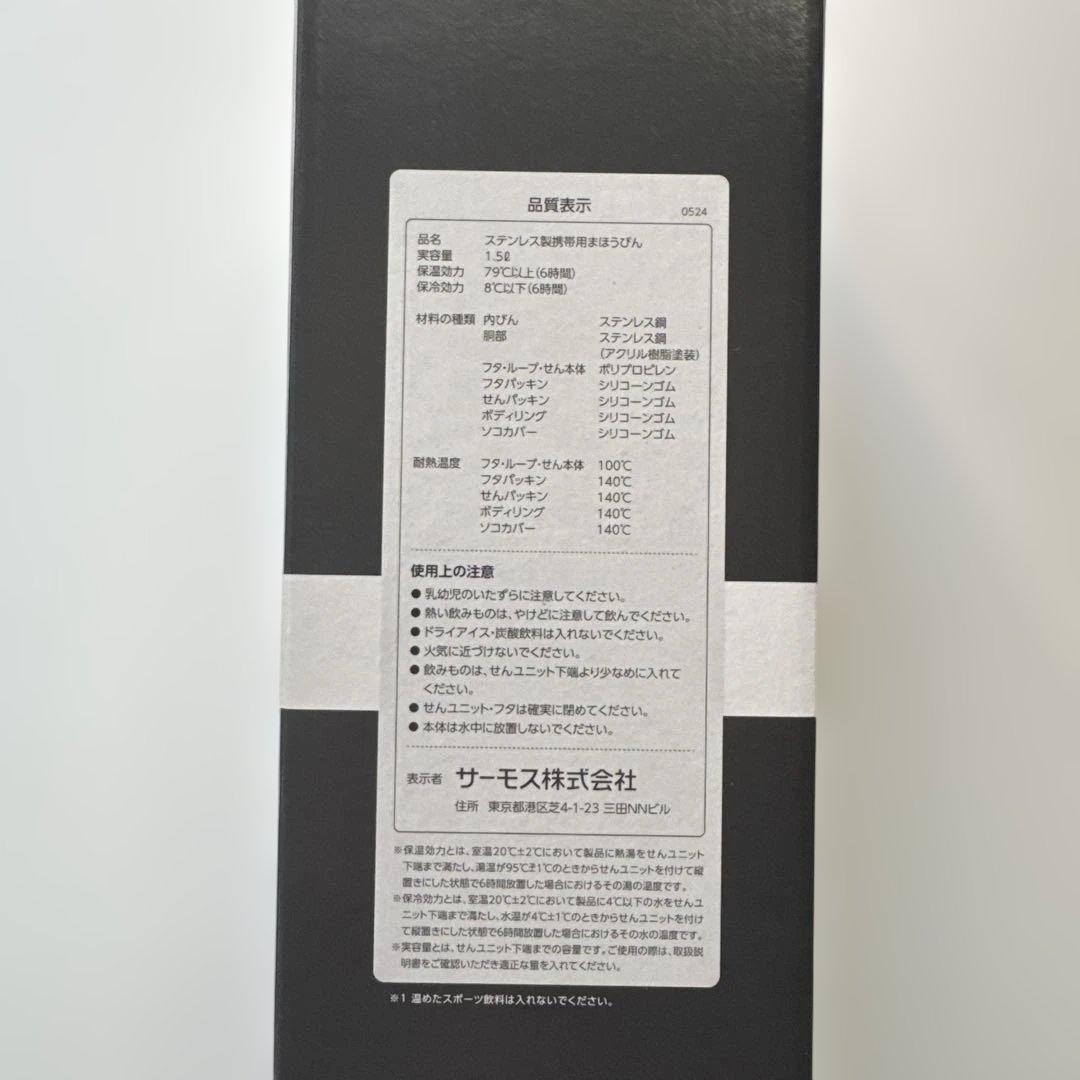 品質表示
0524
品名 ステンレス製携帯用まほうびん
実容量 1.5ℓ
保温効力 79℃以上(6時間)
保冷効力 8℃以下(6時間)
材料の種類 内びん ステンレス鋼
胴部 ステンレス鋼
(アクリル樹脂塗装)
フタ・ループ・せん本体 ポリプロピレン
フタパッキン シリコーンゴム
せんパッキン シリコーンゴム
ボディリング シリコーンゴム
ソコカバー シリコーンゴム
耐熱温度 フタ・ループ・せん本体 100℃
フタパッキン 140℃
せんパッキン 140℃
ボディリング 140℃
ソコカバー 140℃
使用上の注意
● 乳幼児のいたずらに注意してください。
● 熱い飲みものは、やけどに注意して飲んでください。
● ドライアイス・炭酸飲料は入れないでください。
● 火気に近づけないでください。
● 飲みものは、せんユニット下端より少なめに入れて
ください。
● せんユニット・フタは確実に閉めてください。
● 本体は水中に放置しないでください。
表示者 サーモス株式会社
住所 東京都港区芝4-1-23 三田NNビル
※保温効力とは、室温20℃±2℃において製品に熱湯をせんユニット
下端まで満たし、湯温が95℃±1℃のときからせんユニットを付けて縦
置きにした状態で6時間放置した場合におけるその湯の温度です。
※保冷効力とは、室温20℃±2℃において製品に4℃以下の水をせんユ
ニット下端まで満たし、水温が4℃±1℃のときからせんユニットを付け
て縦置きにした状態で6時間放置した場合におけるその水の温度です。
※実容量とは、せんユニット下端までの容量です。ご使用の際は、取扱説
明書をご確認いただき適正な量を入れてください。
※1 温めたスポーツ飲料は入れないでください。